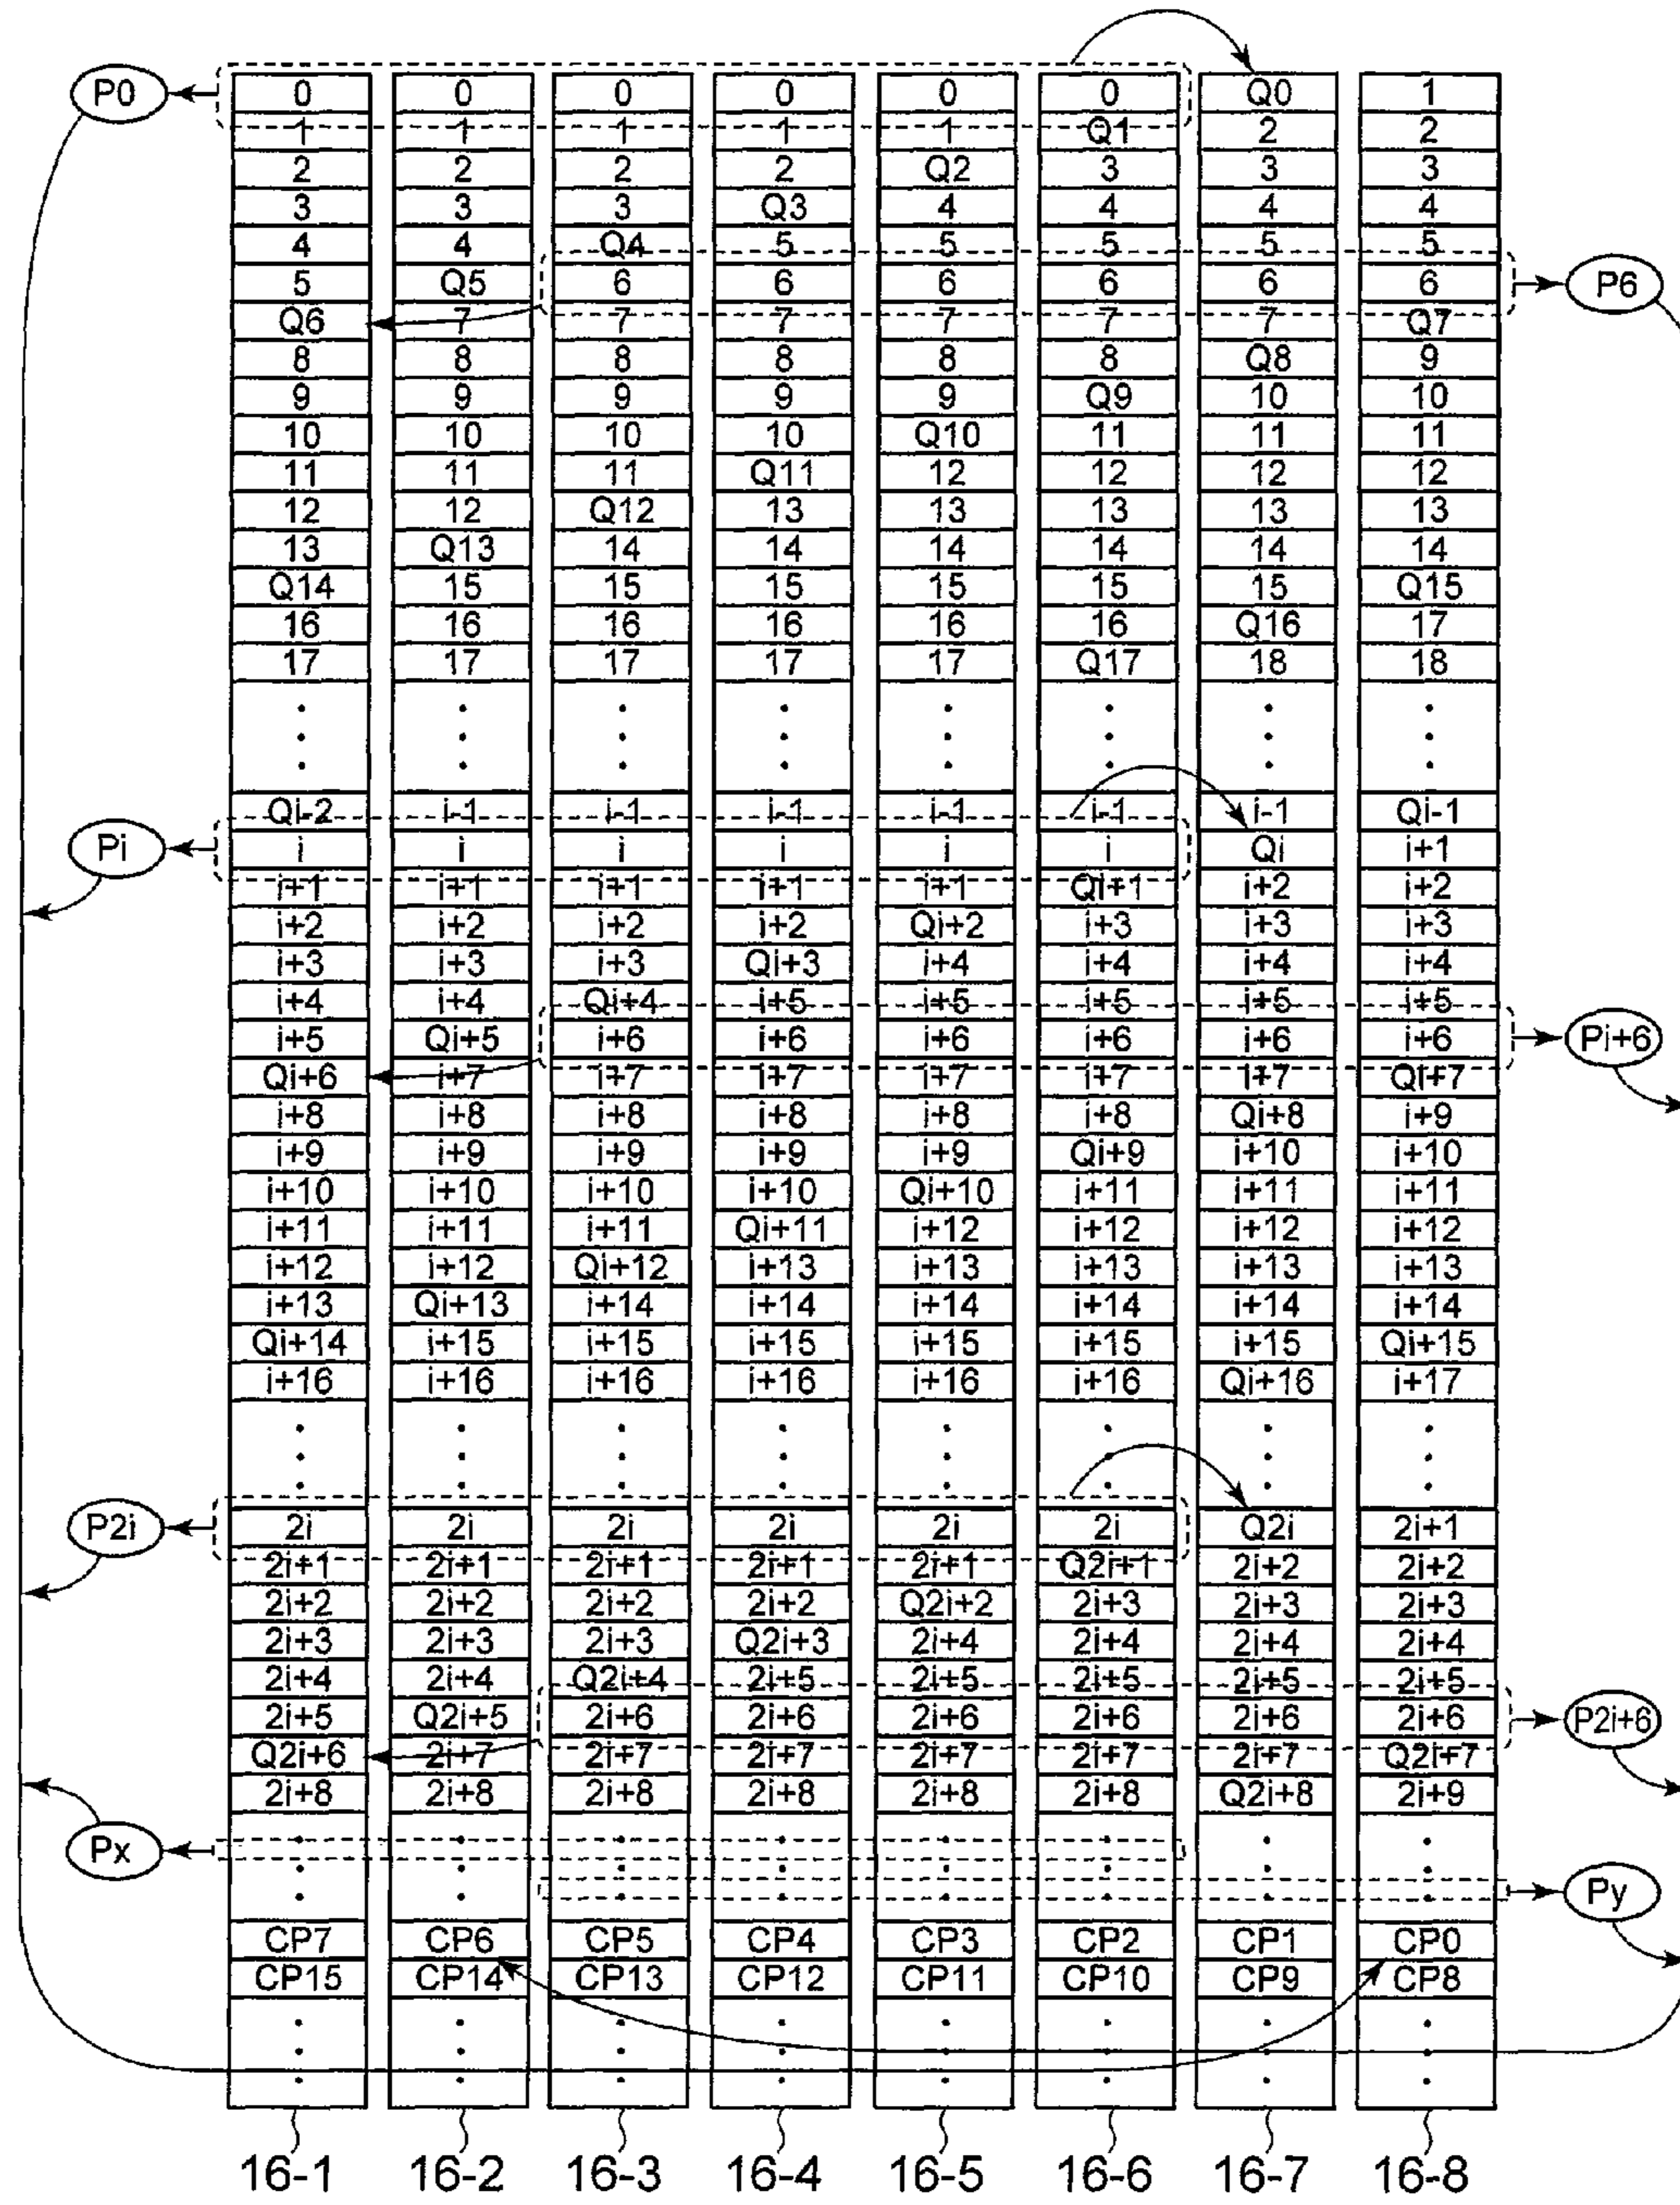 P0 0 0 0 0 0 0 Q0 1
1 1 1 1 1 Q1 2 2
2 2 2 2 Q2 3 3 3
3 3 3 Q3 4 4 4 4
4 4 Q4 5 5 5 5 5
5 Q5 6 6 6 6 6 6 P6
Q6 7 7 7 7 7 7 Q7
8 8 8 8 8 8 Q8 9
9 9 9 9 9 Q9 10 10
10 10 10 10 Q10 11 11 11
11 11 11 Q11 12 12 12 12
12 12 Q12 13 13 13 13 13
13 Q13 14 14 14 14 14 14
Q14 15 15 15 15 15 15 Q15
16 16 16 16 16 16 Q16 17
17 17 17 17 17 Q17 18 18
Qi-2 i-1 i-1 i-1 i-1 i-1 i-1 Qi-1
Pi i i i i i i Qi i+1
i+1 i+1 i+1 i+1 i+1 Qi+1 i+2 i+2
i+2 i+2 i+2 i+2 Qi+2 i+3 i+3 i+3
i+3 i+3 i+3 Qi+3 i+4 i+4 i+4 i+4
i+4 i+4 Qi+4 i+5 i+5 i+5 i+5 i+5
i+5 Qi+5 i+6 i+6 i+6 i+6 i+6 i+6 Pi+6
Qi+6 i+7 i+7 i+7 i+7 i+7 i+7 Qi+7
i+8 i+8 i+8 i+8 i+8 i+8 Qi+8 i+9
i+9 i+9 i+9 i+9 i+9 Qi+9 i+10 i+10
i+10 i+10 i+10 i+10 Qi+10 i+11 i+11 i+11
i+11 i+11 i+11 Qi+11 i+12 i+12 i+12 i+12
i+12 i+12 Qi+12 i+13 i+13 i+13 i+13 i+13
i+13 Qi+13 i+14 i+14 i+14 i+14 i+14 i+14
Qi+14 i+15 i+15 i+15 i+15 i+15 i+15 Qi+15
i+16 i+16 i+16 i+16 i+16 i+16 Qi+16 i+17
P2i 2i 2i 2i 2i 2i 2i Q2i 2i+1
2i+1 2i+1 2i+1 2i+1 2i+1 Q2i+1 2i+2 2i+2
2i+2 2i+2 2i+2 2i+2 Q2i+2 2i+3 2i+3 2i+3
2i+3 2i+3 2i+3 Q2i+3 2i+4 2i+4 2i+4 2i+4
2i+4 2i+4 Q2i+4 2i+5 2i+5 2i+5 2i+5 2i+5
2i+5 Q2i+5 2i+6 2i+6 2i+6 2i+6 2i+6 2i+6 P2i+6
Q2i+6 2i+7 2i+7 2i+7 2i+7 2i+7 2i+7 Q2i+7
2i+8 2i+8 2i+8 2i+8 2i+8 2i+8 Q2i+8 2i+9
Px
Py
CP7 CP6 CP5 CP4 CP3 CP2 CP1 CP0
CP15 CP14 CP13 CP12 CP11 CP10 CP9 CP8
16-1 16-2 16-3 16-4 16-5 16-6 16-7 16-8